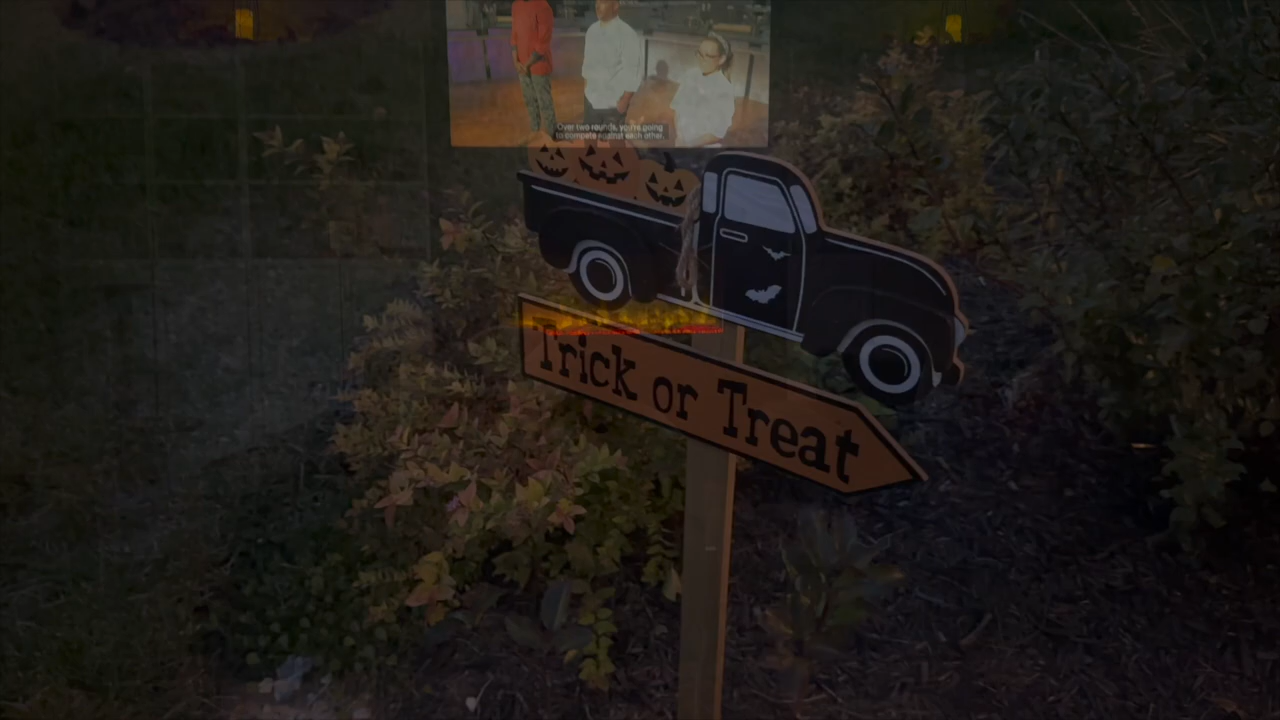 Over two rounds, you're going
to compete against each other.
Trick or Treat